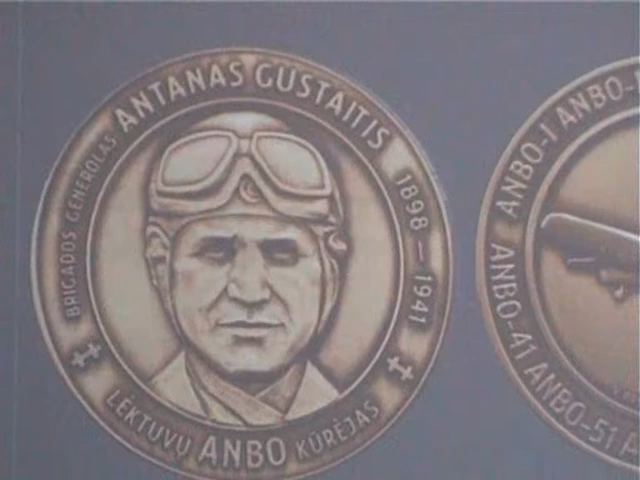 BRIGADOS GENEROLAS
ANTANAS GUSTAITIS
1898 – 1941
LĖKTUVŲ ANBO KŪRĖJAS
ANBO-I ANBO-
ANBO-41 ANBO-51